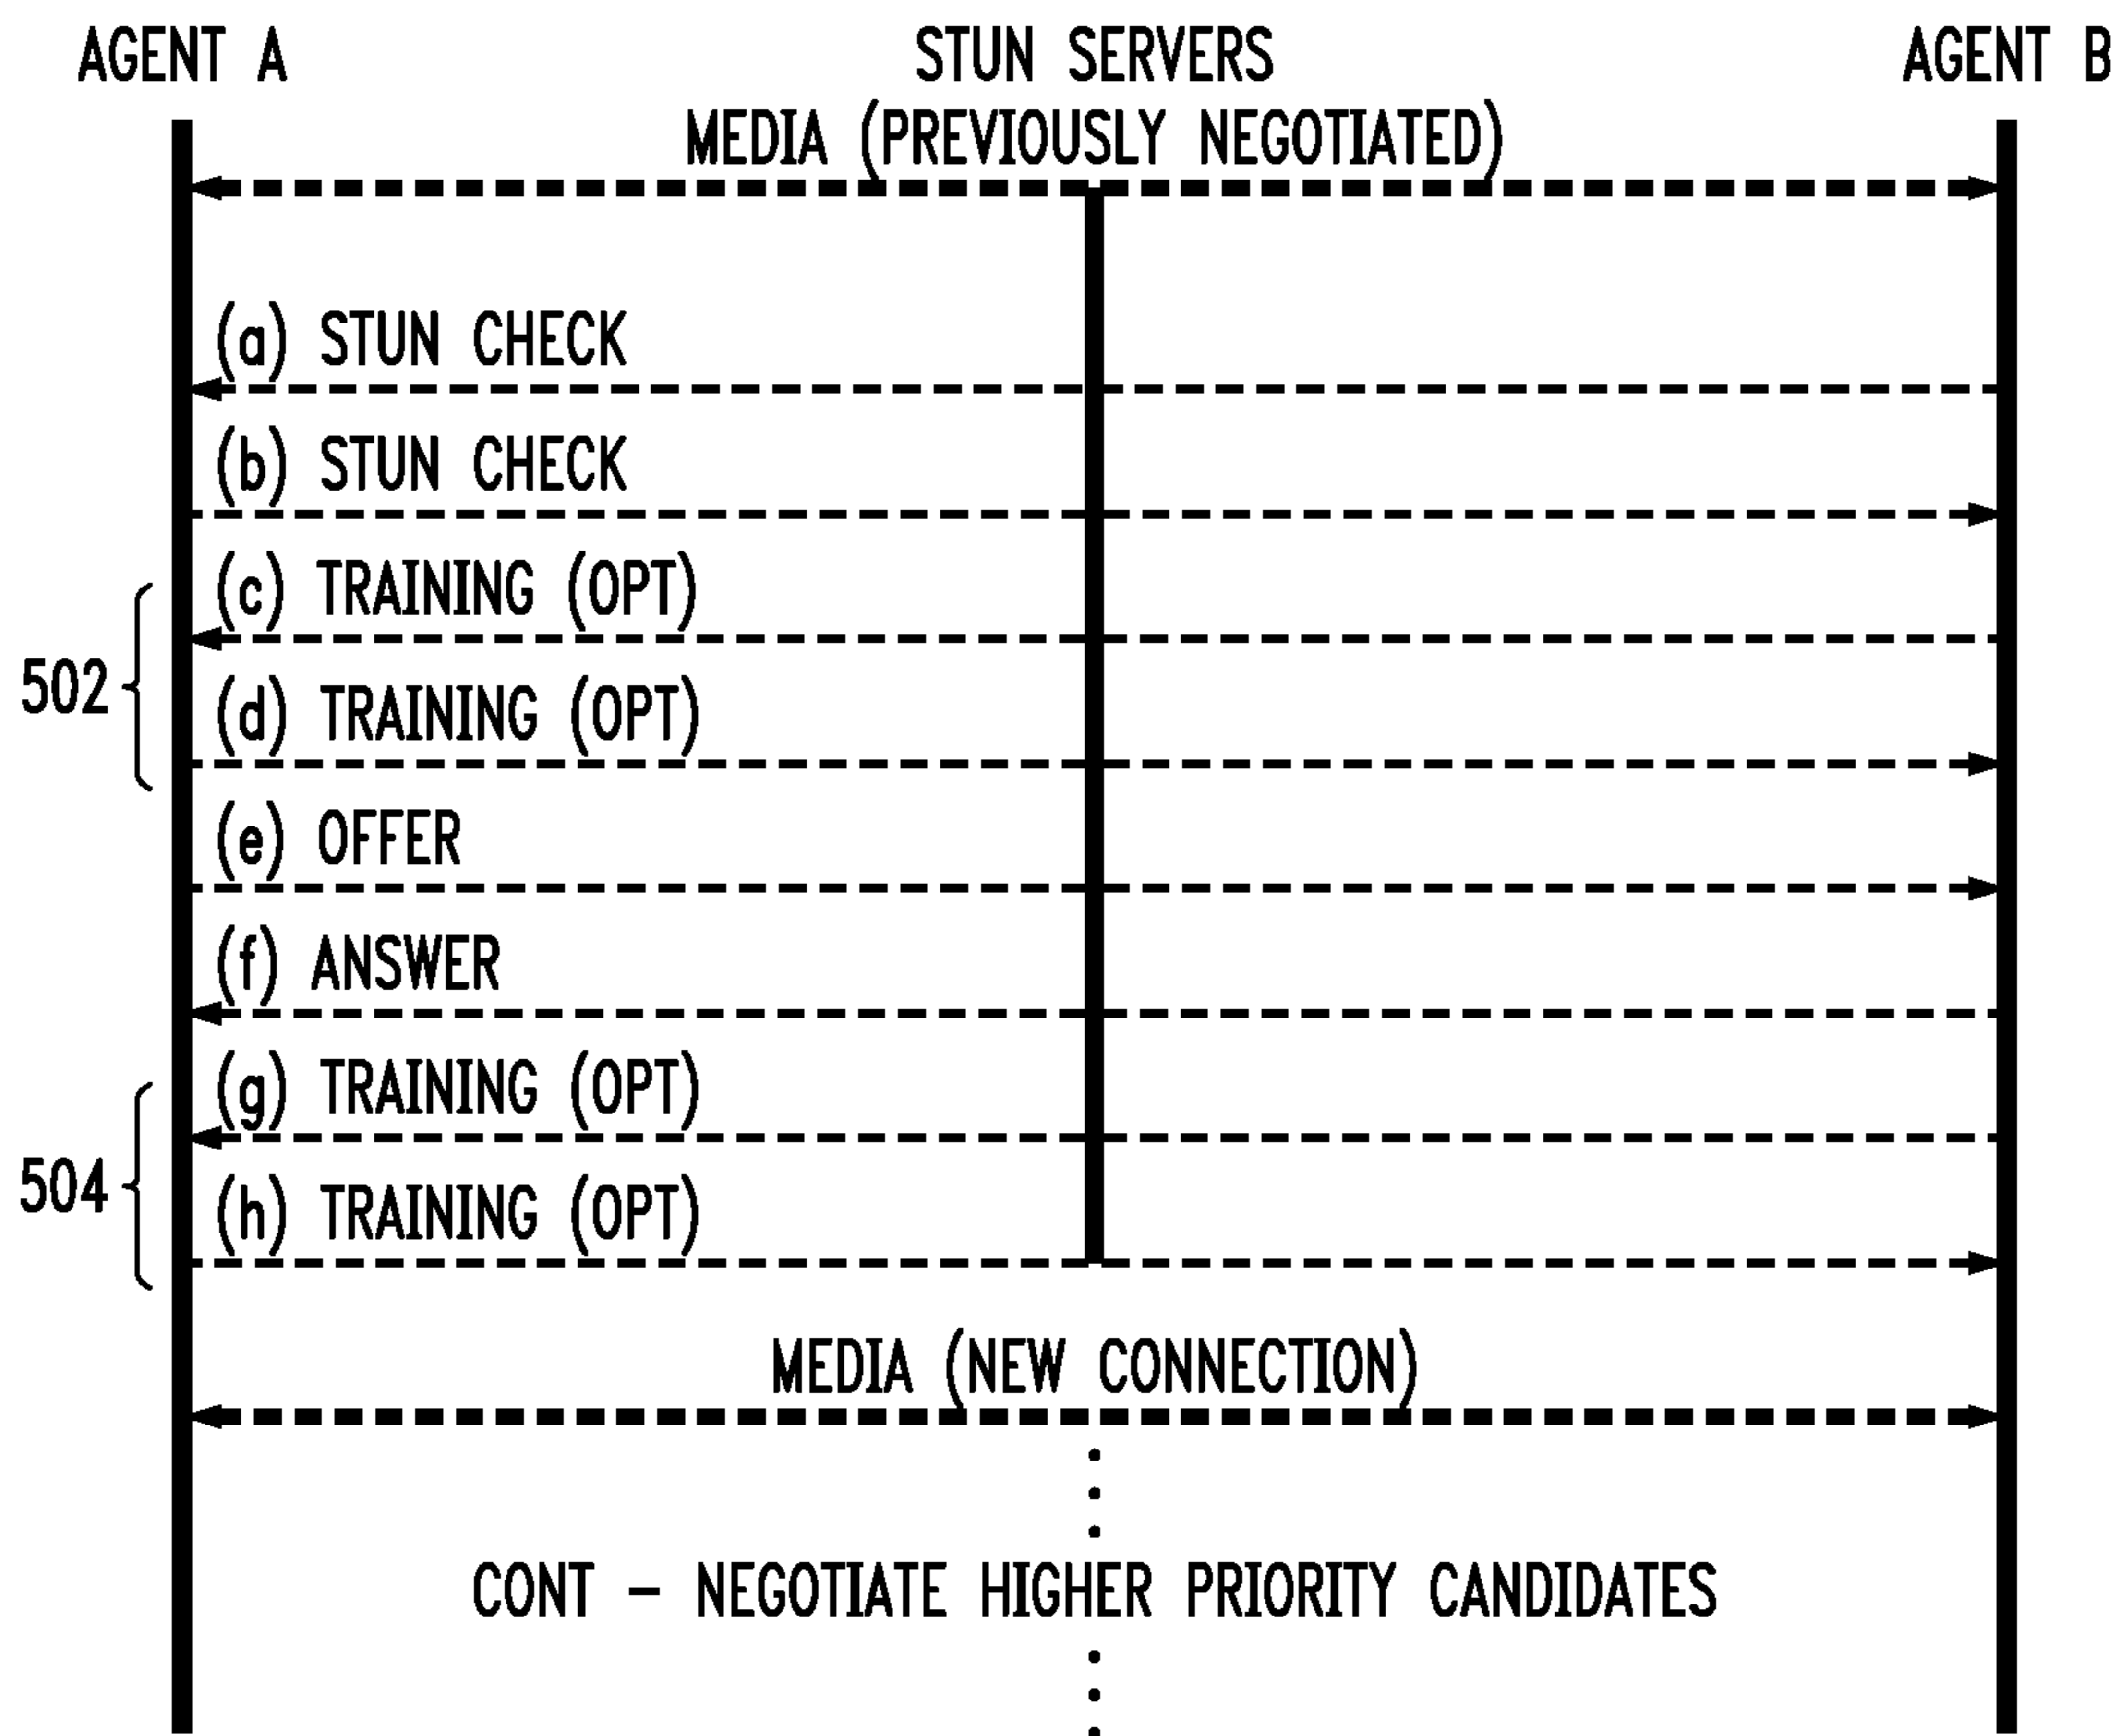 AGENT A STUN SERVERS AGENT B
MEDIA (PREVIOUSLY NEGOTIATED)
(a) STUN CHECK
(b) STUN CHECK
(c) TRAINING (OPT)
502
(d) TRAINING (OPT)
(e) OFFER
(f) ANSWER
(g) TRAINING (OPT)
504
(h) TRAINING (OPT)
MEDIA (NEW CONNECTION)
CONT – NEGOTIATE HIGHER PRIORITY CANDIDATES